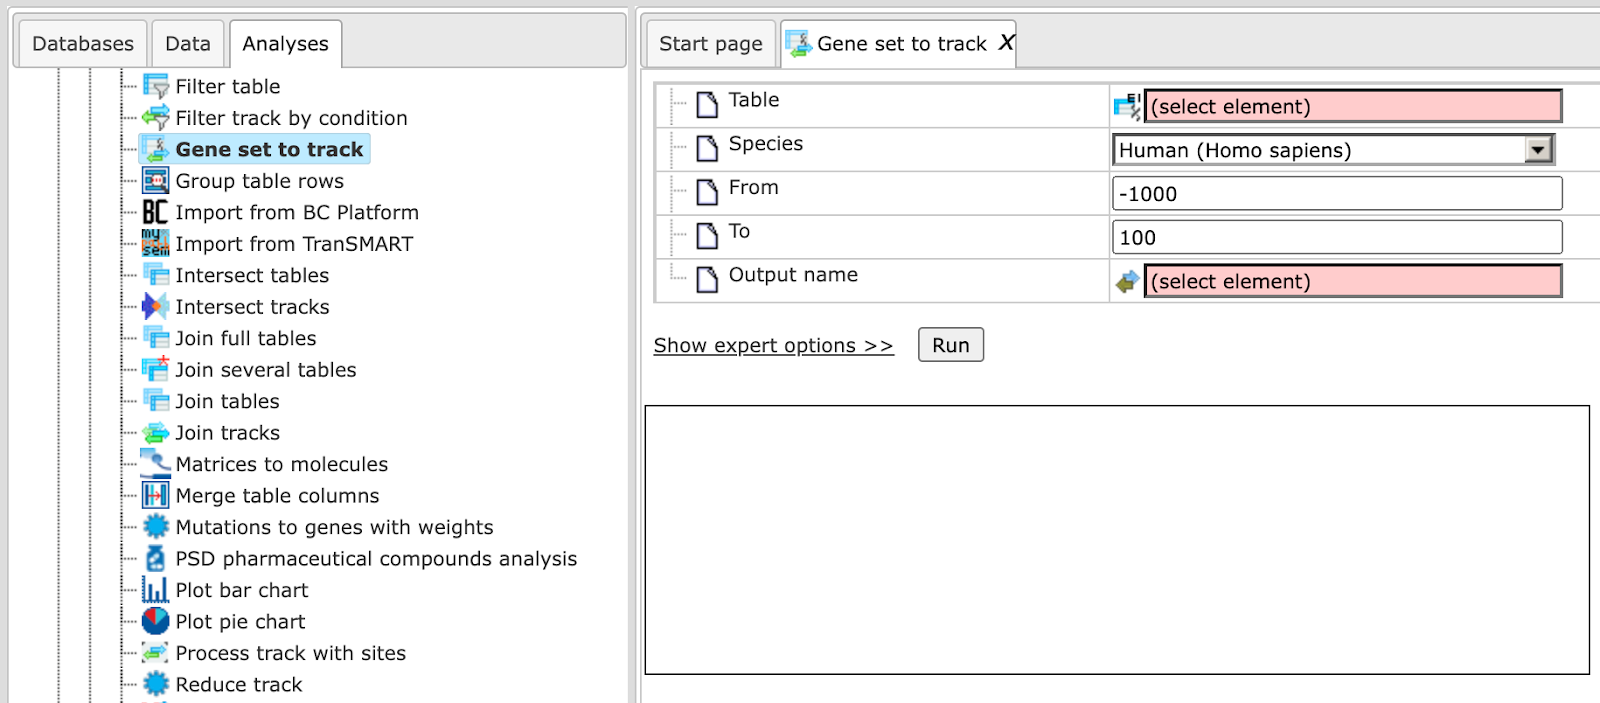 Databases
Data
Analyses
Filter table
Filter track by condition
Gene set to track
Group table rows
BC Import from BC Platform
Import from TranSMART
Intersect tables
Intersect tracks
Join full tables
Join several tables
Join tables
Join tracks
Matrices to molecules
Merge table columns
Mutations to genes with weights
PSD pharmaceutical compounds analysis
Plot bar chart
Plot pie chart
Process track with sites
Reduce track
Start page
Gene set to track X
Table
(select element)
Species
Human (Homo sapiens)
From
-1000
To
100
Output name
(select element)
Show expert options >>
Run